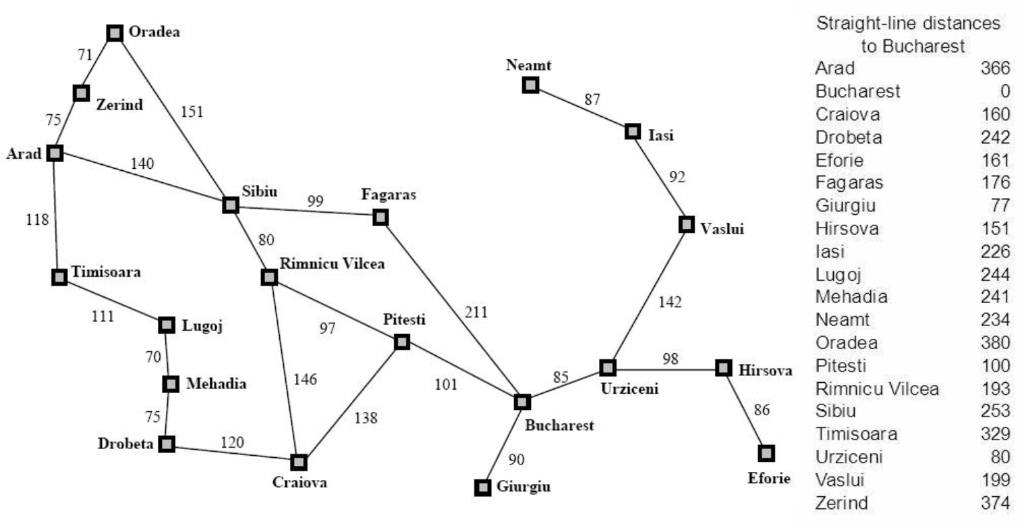 Oradea
71
Zerind
75
151
Arad
140
Sibiu
Fagaras
99
118
80
Timisoara
Rimnicu Vilcea
111
Lugoj
97
Pitesti
211
70
Mehadia
146
101
75
138
Drobeta
120
Craiova
Bucharest
90
Giurgiu
85
Neamt
87
Iasi
92
Vaslui
142
98
Urziceni
Hirsova
86
Eforie
Straight-line distances
to Bucharest
Arad 366
Bucharest 0
Craiova 160
Drobeta 242
Eforie 161
Fagaras 176
Giurgiu 77
Hirsova 151
Iasi 226
Lugoj 244
Mehadia 241
Neamt 234
Oradea 380
Pitesti 100
Rimnicu Vilcea 193
Sibiu 253
Timisoara 329
Urziceni 80
Vaslui 199
Zerind 374